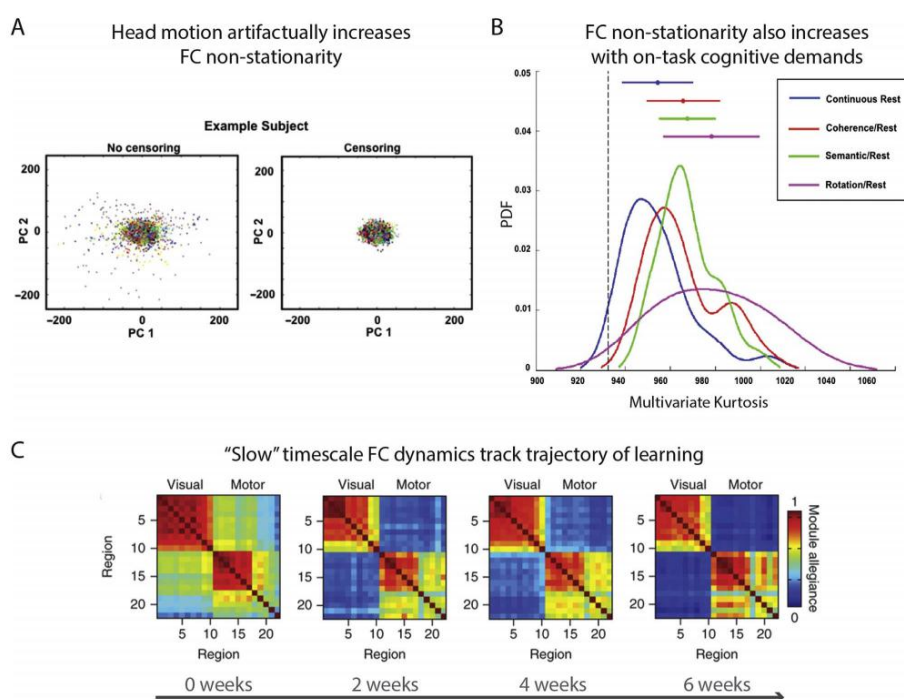 A
Head motion artifactually increases
FC non-stationarity
Example Subject
No censoring
Censoring
200
0
−200
PC 2
−200
0
200
PC 1
200
0
−200
PC 2
−200
0
200
PC 1
B
FC non-stationarity also increases
with on-task cognitive demands
0.05
0.04
0.03
0.02
0.01
0
PDF
Continuous Rest
Coherence/Rest
Semantic/Rest
Rotation/Rest
900
920
940
960
980
1000
1020
1040
1060
Multivariate Kurtosis
C
“Slow” timescale FC dynamics track trajectory of learning
Visual Motor
Visual Motor
Visual Motor
Visual Motor
Region
5
10
15
20
5
10
15
20
5
10
15
20
5
10
15
20
5 10 15 20
5 10 15 20
5 10 15 20
5 10 15 20
Region
Region
Region
Region
1
0
Module allegiance
0 weeks
2 weeks
4 weeks
6 weeks